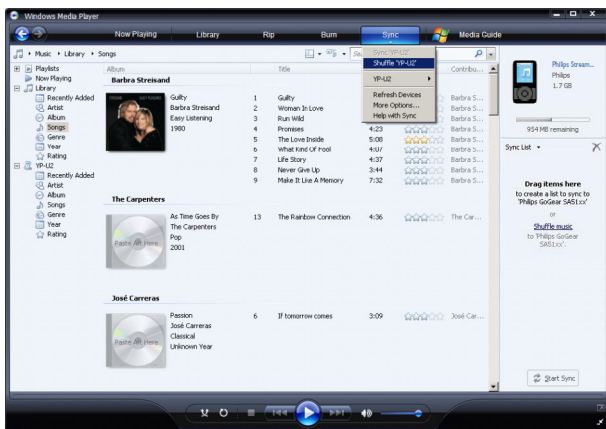 Windows Media Player
Now Playing Library Rip Burn Sync Media Guide
Music Library Songs
Sync 'YP-U2'
Shuffle 'YP-U2'
YP-U2
Refresh Devices
More Options...
Help with Sync
Playlists
Now Playing
Library
Recently Added
Artist
Album
Songs
Genre
Year
Rating
YP-U2
Recently Added
Artist
Album
Songs
Genre
Year
Rating
Album Title Contribu...
Barbra Streisand
Guilty
Barbra Streisand
Easy Listening
1980
1 Guilty Barbra S...
2 Woman In Love Barbra S...
3 Run Wild Barbra S...
4 Promises 4:23 Barbra S...
5 The Love Inside 5:08 Barbra S...
6 What Kind Of Fool 4:07 Barbra S...
7 Life Story 4:37 Barbra S...
8 Never Give Up 3:44 Barbra S...
9 Make It Like A Memory 7:32 Barbra S...
The Carpenters
Paste Art Here
As Time Goes By
The Carpenters
Pop
2001
13 The Rainbow Connection 4:36 The Car...
José Carreras
Paste Art Here
Passion
José Carreras
Classical
Unknown Year
6 If tomorrow comes 3:09 José Car...
Philips Stream...
Philips
1.7 GB
954 MB remaining
Sync List
Drag items here
to create a list to sync to
'Philips GoGear
SA51xx'
or
Shuffle music
to 'Philips GoGear
SA51xx'.
Start Sync